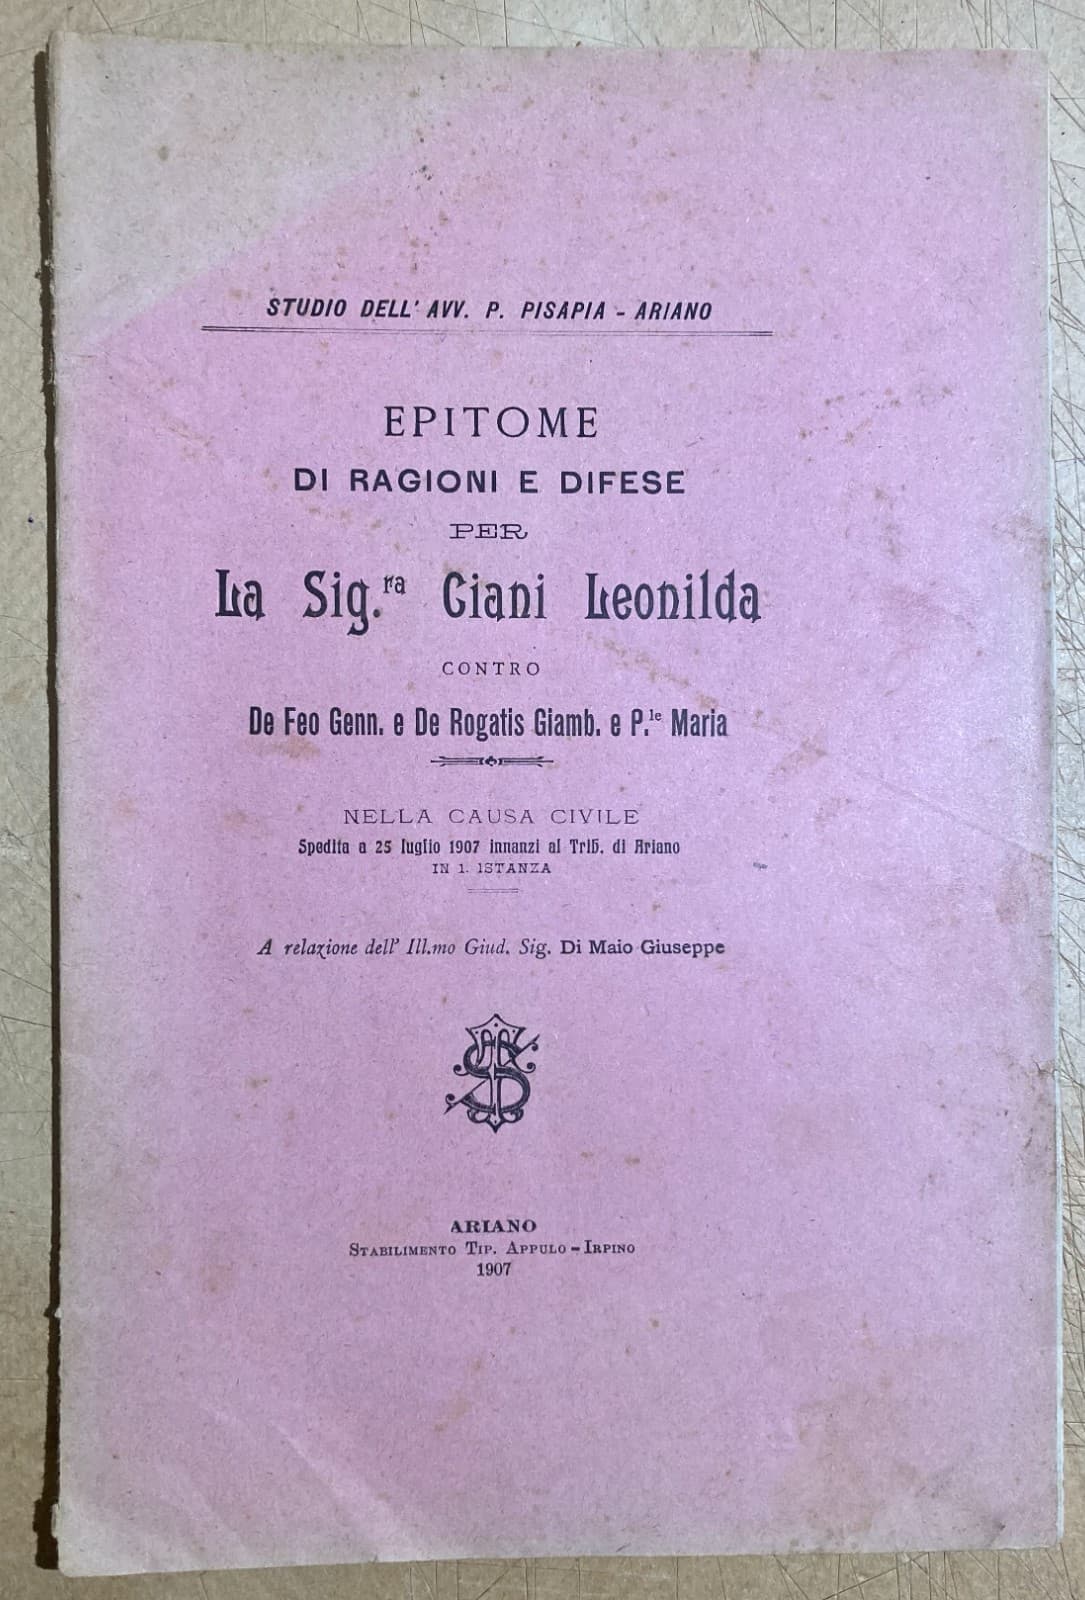 STUDIO DELL' AVV. P. PISAPIA - ARIANO
EPITOME
DI RAGIONI E DIFESE
PER
La Sig.ra Ciani Leonilda
CONTRO
De Feo Genn. e De Rogatis Giamb. e P.le Maria
NELLA CAUSA CIVILE
Spedita a 25 luglio 1907 innanzi al Trib. di Ariano
IN 1. ISTANZA
A relazione dell' Ill.mo Giud. Sig. Di Maio Giuseppe
ARIANO
STABILIMENTO TIP. APPULO-IRPINO
1907